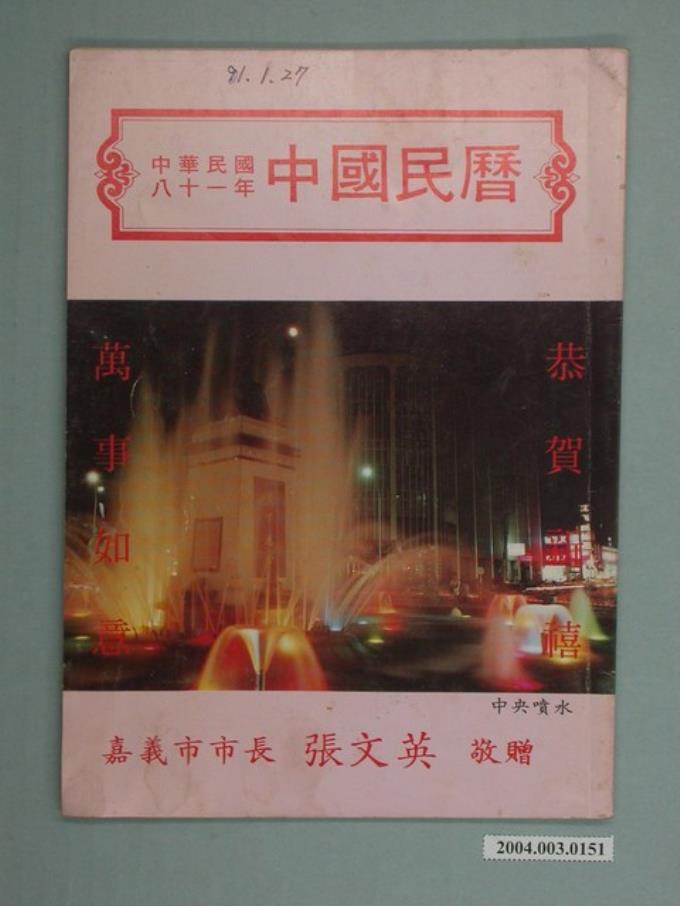 81.1.27
中華民國
八十一年
中國民曆
恭賀新禧
萬事如意
中央噴水
嘉義市市長 張文英 敬贈
2004.003.0151